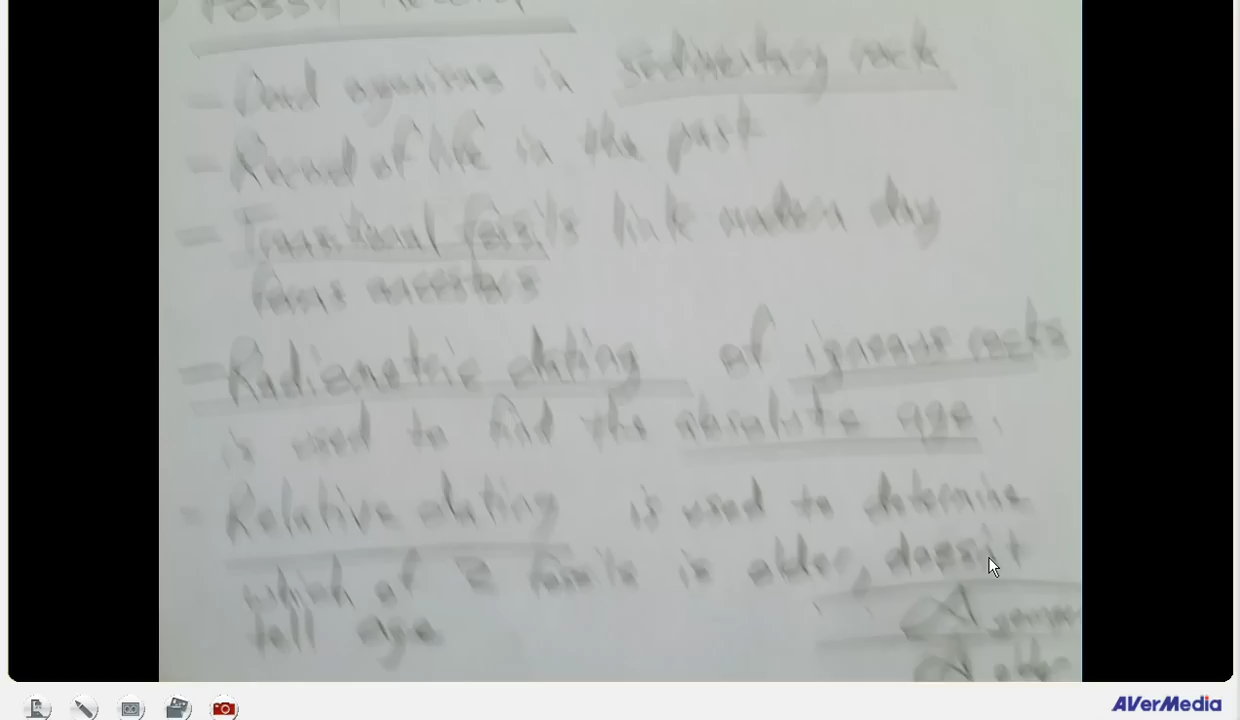 Fossil Record
- Dead organisms in sedimentary rock
- Record of life in the past
- Transitional fossils link modern day
forms ancestors
- Radiometric dating of igneous rocks
is used to find the absolute age.
- Relative dating is used to determine
which of 2 fossils is older, doesn't
tell age
older
AVerMedia